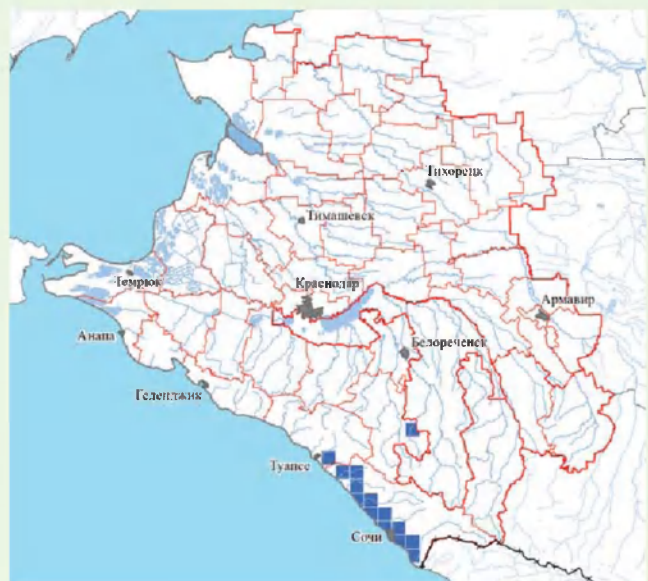 Тихорецк
Тимашевск
Темрюк
Краснодар
Армавир
Анапа
Белореченск
Геленджик
Туапсе
Сочи